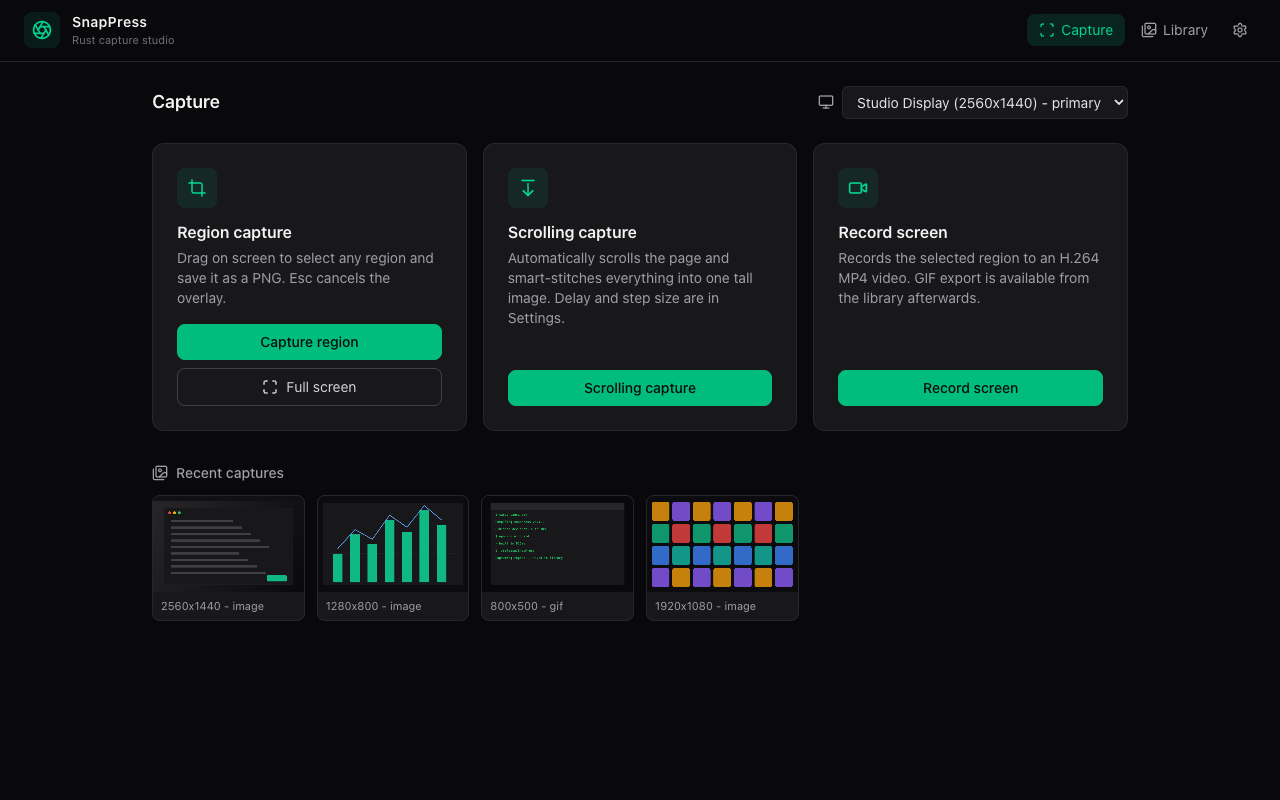 SnapPress
Rust capture studio
Capture
Library
Capture
Studio Display (2560x1440) - primary
Region capture
Drag on screen to select any region and
save it as a PNG. Esc cancels the
overlay.
Capture region
Full screen
Scrolling capture
Automatically scrolls the page and
smart-stitches everything into one tall
image. Delay and step size are in
Settings.
Scrolling capture
Record screen
Records the selected region to an H.264
MP4 video. GIF export is available from
the library afterwards.
Record screen
Recent captures
2560x1440 - image
1280x800 - image
800x500 - gif
1920x1080 - image